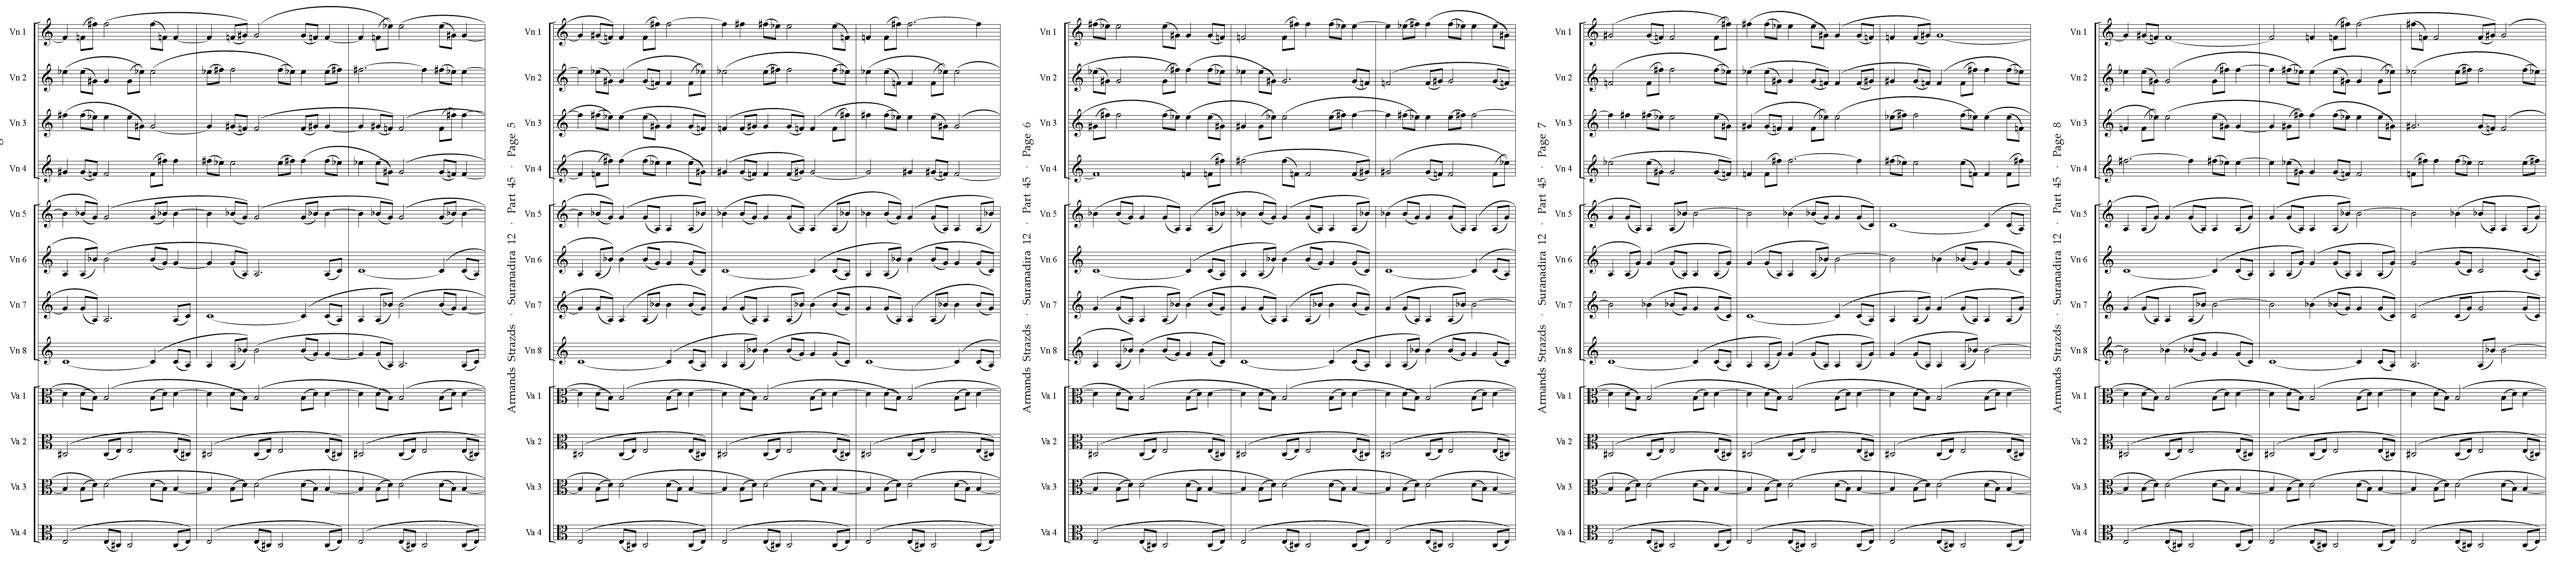 Vn 1
Vn 2
Vn 3
Vn 4
Vn 5
Vn 6
Vn 7
Vn 8
Va 1
Va 2
Va 3
Va 4
Armands Strazds · Suranadira 12 · Part 45 · Page 5
Vn 1
Vn 2
Vn 3
Vn 4
Vn 5
Vn 6
Vn 7
Vn 8
Va 1
Va 2
Va 3
Va 4
Armands Strazds · Suranadira 12 · Part 45 · Page 6
Vn 1
Vn 2
Vn 3
Vn 4
Vn 5
Vn 6
Vn 7
Vn 8
Va 1
Va 2
Va 3
Va 4
Armands Strazds · Suranadira 12 · Part 45 · Page 7
Vn 1
Vn 2
Vn 3
Vn 4
Vn 5
Vn 6
Vn 7
Vn 8
Va 1
Va 2
Va 3
Va 4
Armands Strazds · Suranadira 12 · Part 45 · Page 8
Vn 1
Vn 2
Vn 3
Vn 4
Vn 5
Vn 6
Vn 7
Vn 8
Va 1
Va 2
Va 3
Va 4